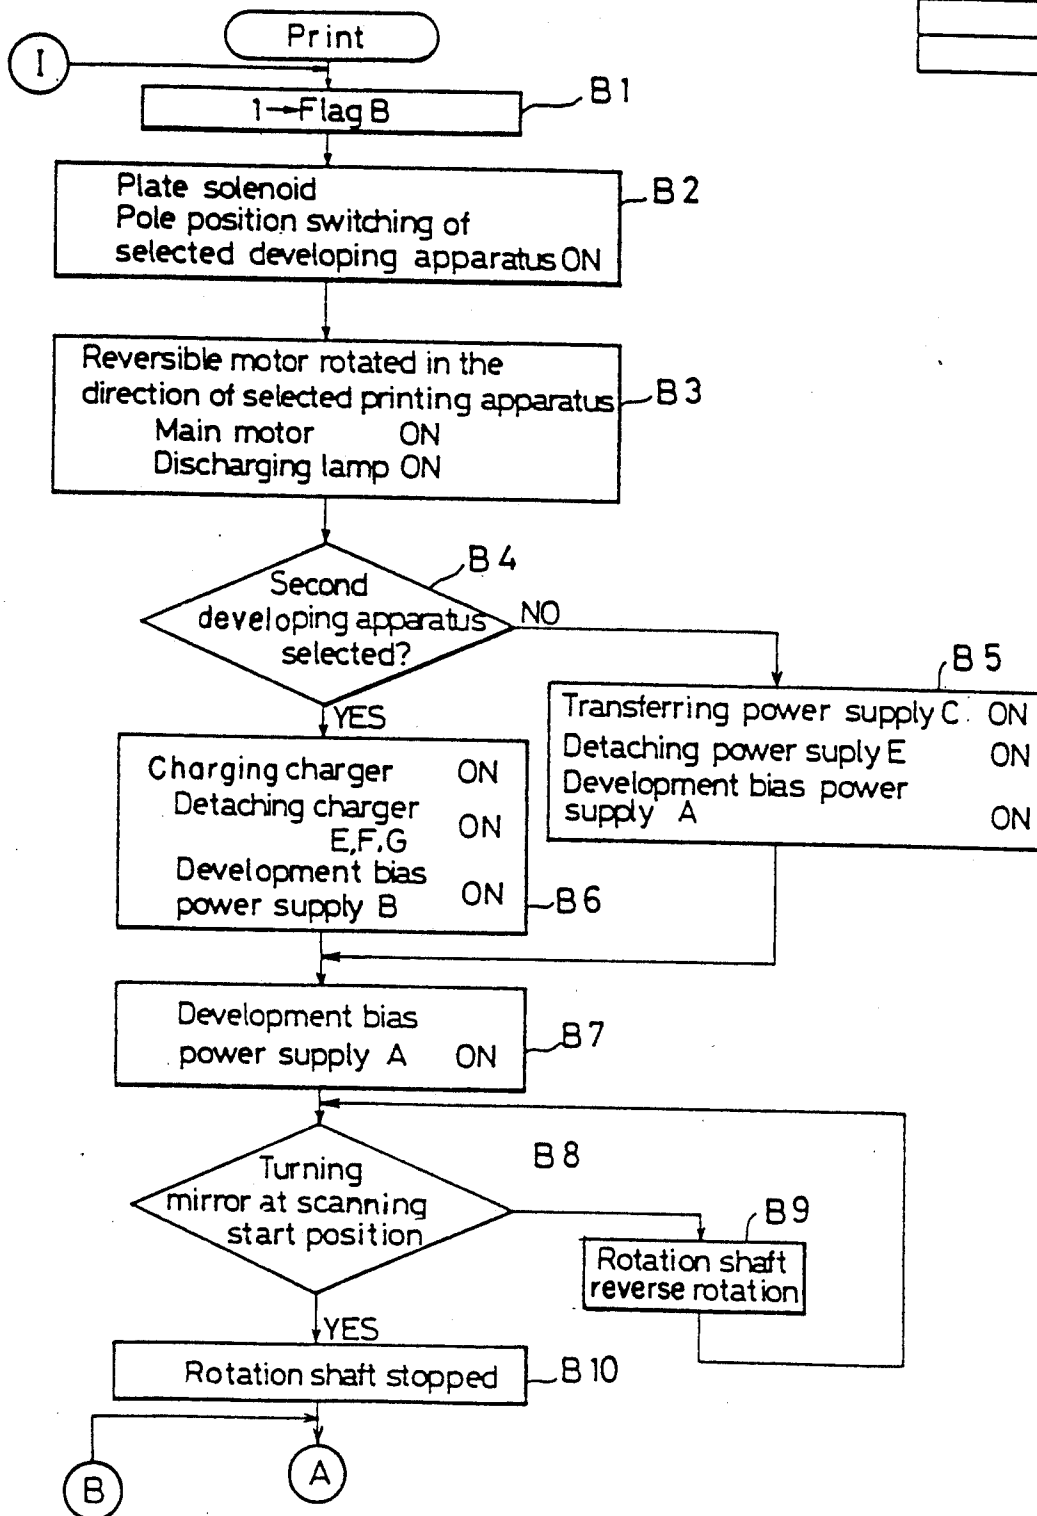 Print
I
1→Flag B
B1
Plate solenoid
Pole position switching of
selected developing apparatus ON
B2
Reversible motor rotated in the
direction of selected printing apparatus
Main motor ON
Discharging lamp ON
B3
B4
Second
developing apparatus
selected?
NO
YES
B5
Transferring power supply C. ON
Detaching power suply E ON
Development bias power
supply A ON
Charging charger ON
Detaching charger
E,F,G ON
Development bias
power supply B ON
B6
Development bias
power supply A ON
B7
B8
Turning
mirror at scanning
start position
B9
Rotation shaft
reverse rotation
YES
Rotation shaft stopped
B10
B
A